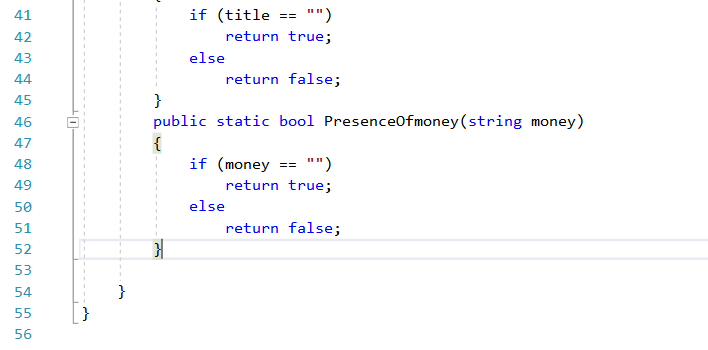 41 if (title == "")
42 return true;
43 else
44 return false;
45 }
46 public static bool PresenceOfmoney(string money)
47 {
48 if (money == "")
49 return true;
50 else
51 return false;
52 }
53
54 }
55 }
56